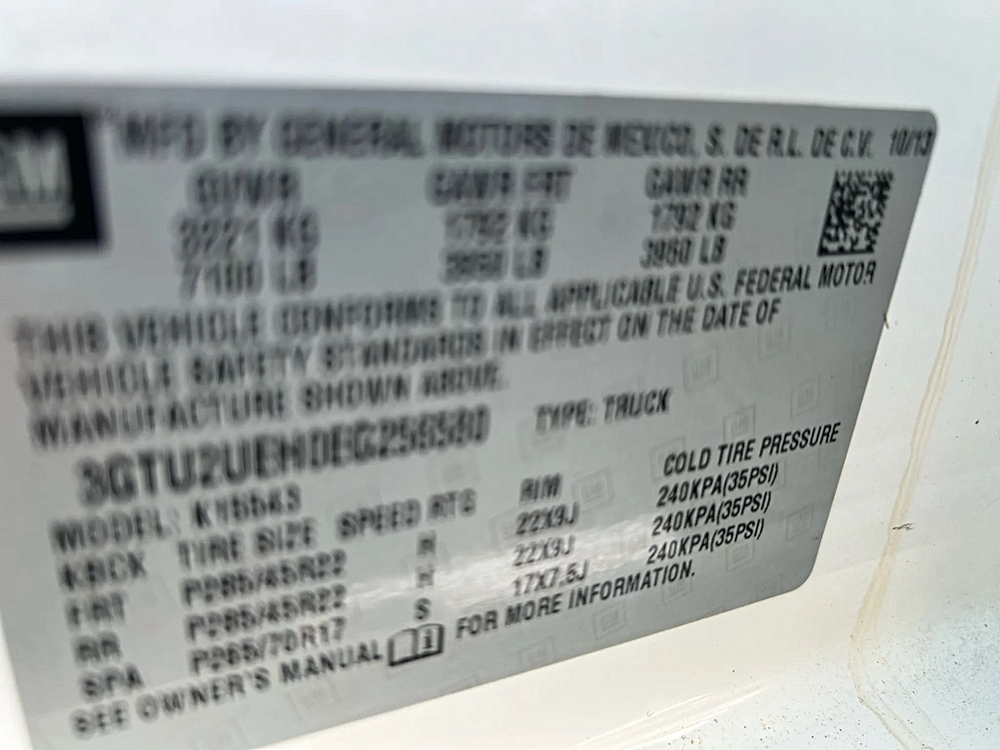 GM
MFD BY GENERAL MOTORS DE MEXICO, S. DE R.L. DE C.V. 10/13
GVWR GAWR FRT GAWR RR
3221 KG 1792 KG 1792 KG
7100 LB 3950 LB 3950 LB
THIS VEHICLE CONFORMS TO ALL APPLICABLE U.S. FEDERAL MOTOR
VEHICLE SAFETY STANDARDS IN EFFECT ON THE DATE OF
MANUFACTURE SHOWN ABOVE.
TYPE: TRUCK
MODEL: K15543
TIRE SIZE SPEED RTG RIM COLD TIRE PRESSURE
FRT P285/45R22 H 22X9J 240KPA(35PSI)
RR P285/45R22 H 22X9J 240KPA(35PSI)
SPA P265/70R17 S 17X7.5J 240KPA(35PSI)
SEE OWNER'S MANUAL FOR MORE INFORMATION.